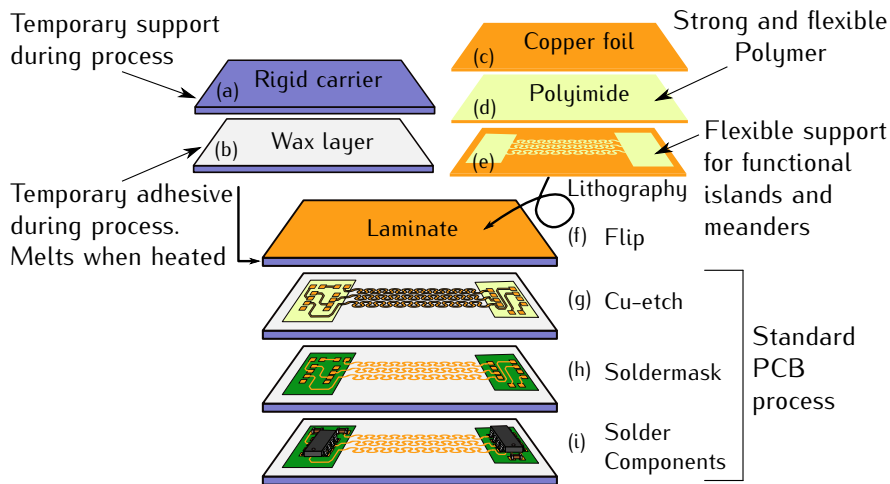 Temporary support
during process
(a)
Rigid carrier
(b)
Wax layer
Temporary adhesive
during process.
Melts when heated
(c)
Copper foil
Strong and flexible
Polymer
(d)
Polyimide
(e)
Flexible support
for functional
islands and
meanders
Lithography
Laminate
(f) Flip
(g) Cu-etch
(h) Soldermask
(i) Solder
Components
Standard
PCB
process